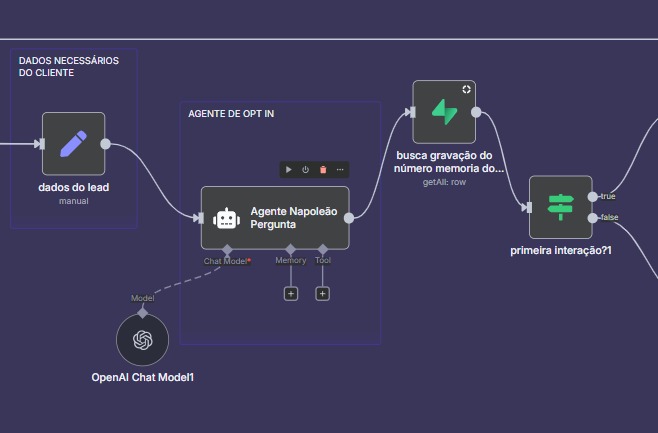 DADOS NECESSÁRIOS
DO CLIENTE
dados do lead
manual
AGENTE DE OPT IN
Agente Napoleão
Pergunta
Chat Model*
Memory
Tool
Model
OpenAI Chat Model1
busca gravação do
número memoria do...
getAll: row
primeira interação?1
true
false